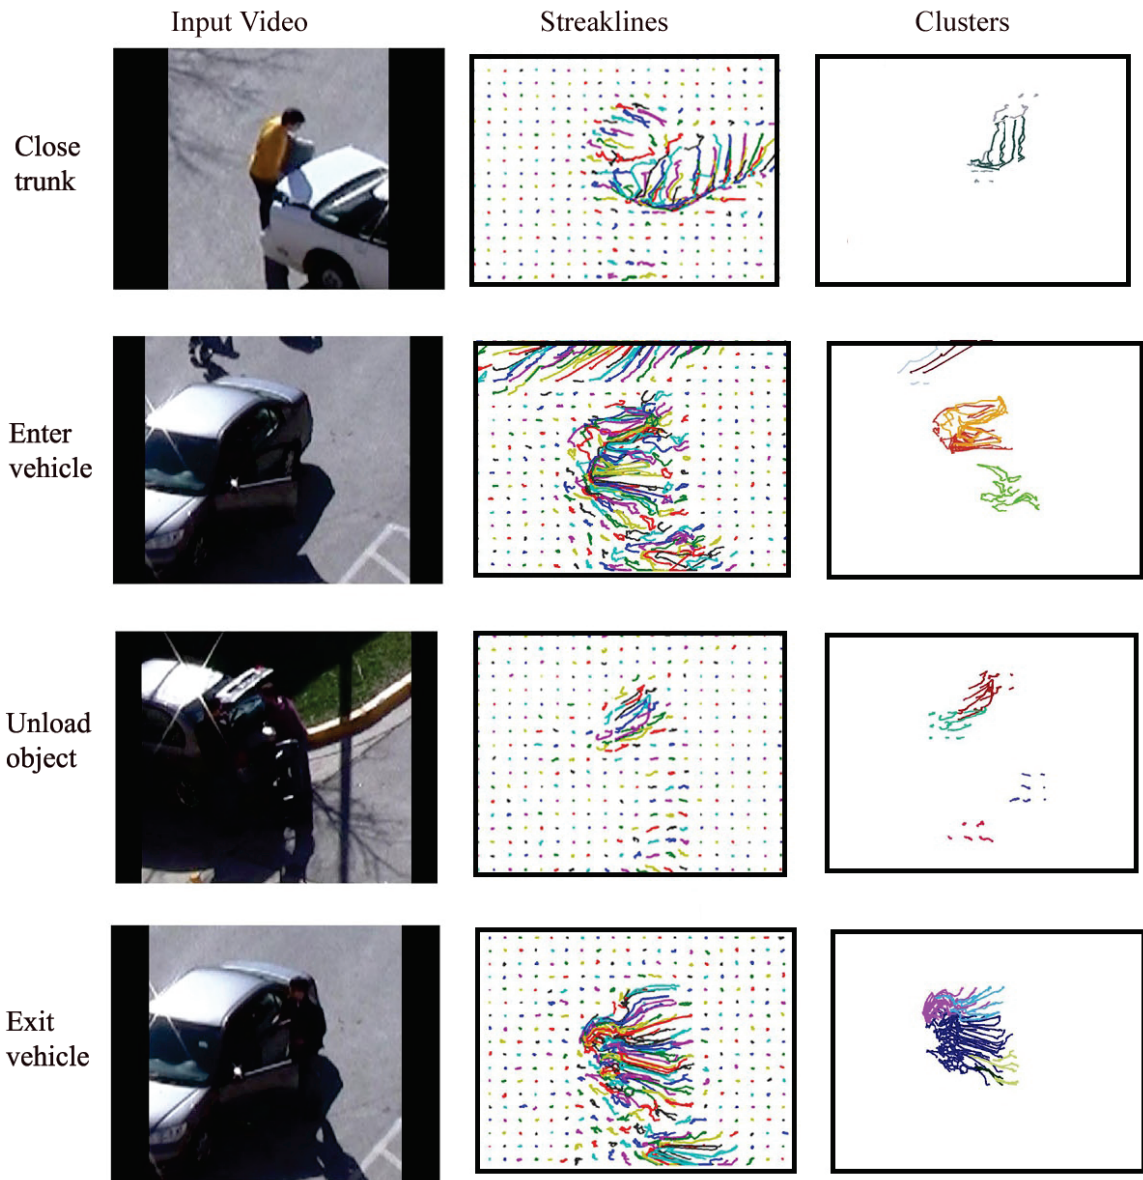 Input Video
Streaklines
Clusters
Close
trunk
Enter
vehicle
Unload
object
Exit
vehicle